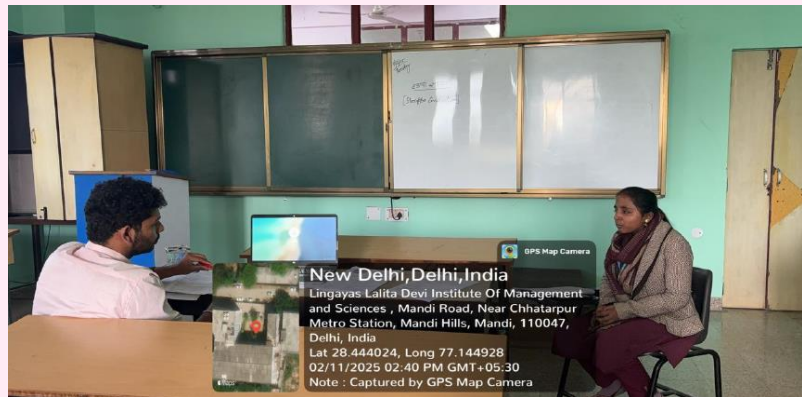 GPS Map Camera
New Delhi,Delhi,India
Lingayas Lalita Devi Institute Of Management
and Sciences , Mandi Road, Near Chhatarpur
Metro Station, Mandi Hills, Mandi, 110047,
Delhi, India
Lat 28.444024, Long 77.144928
02/11/2025 02:40 PM GMT+05:30
Note : Captured by GPS Map Camera